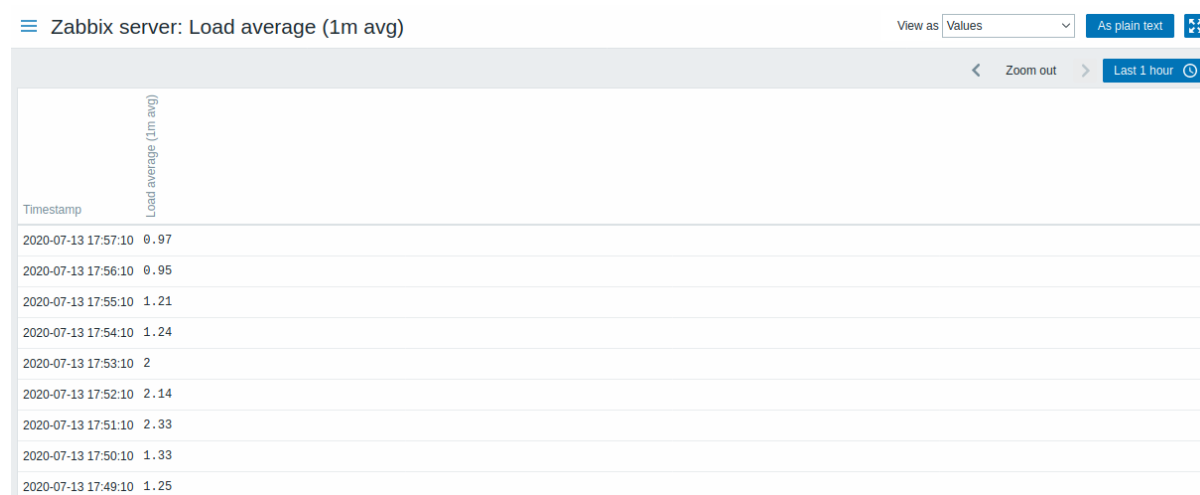 Zabbix server: Load average (1m avg) View as Values As plain text
Zoom out Last 1 hour
Timestamp Load average (1m avg)
2020-07-13 17:57:10 0.97
2020-07-13 17:56:10 0.95
2020-07-13 17:55:10 1.21
2020-07-13 17:54:10 1.24
2020-07-13 17:53:10 2
2020-07-13 17:52:10 2.14
2020-07-13 17:51:10 2.33
2020-07-13 17:50:10 1.33
2020-07-13 17:49:10 1.25